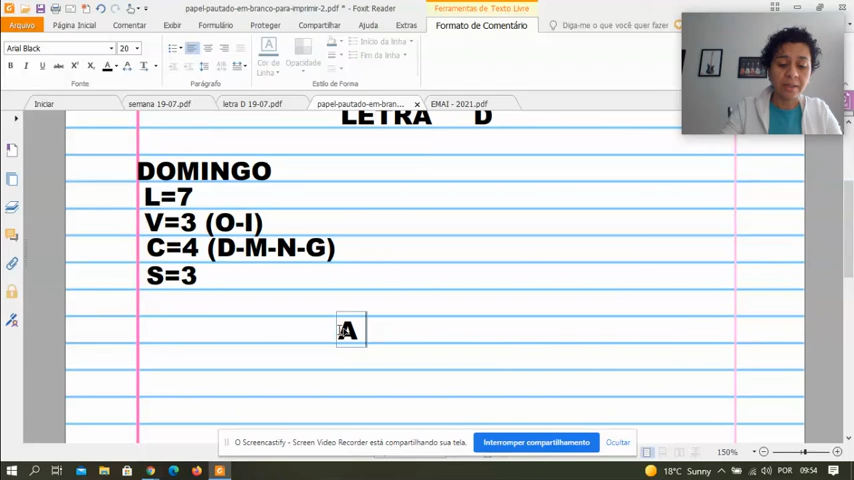 papel-pautado-em-branco-para-imprimir-2.pdf * - Foxit Reader
Ferramentas de Texto Livre
Arquivo Página Inicial Comentar Exibir Formulário Proteger Compartilhar Ajuda Extras Formato de Comentário Diga-me o que você quer fazer
Arial Black 20
Início da linha
Fim da linha
Cor de Linha
Espaçamento
Fonte Parágrafo Estilo
Iniciar semana 19-07.pdf letra D 19-07.pdf papel-pautado-em-bran... EMAI - 2021.pdf
LETRA D
DOMINGO
L=7
V=3 (O-I)
C=4 (D-M-N-G)
S=3
A
O Screencastify - Screen Video Recorder está compartilhando sua tela. Interromper compartilhamento Ocultar
150%
18°C Sunny POR 09:54